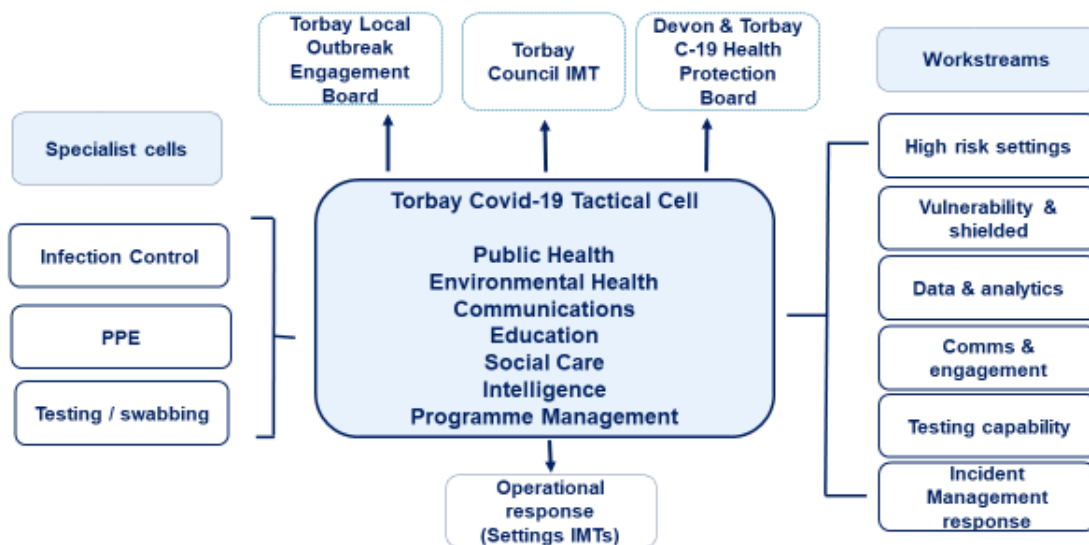 Torbay Local
Outbreak
Engagement
Board
Torbay
Council IMT
Devon & Torbay
C-19 Health
Protection
Board
Workstreams
Specialist cells
Infection Control
PPE
Testing / swabbing
Torbay Covid-19 Tactical Cell
Public Health
Environmental Health
Communications
Education
Social Care
Intelligence
Programme Management
High risk settings
Vulnerability &
shielded
Data & analytics
Comms &
engagement
Testing capability
Incident
Management
response
Operational
response
(Settings IMTs)